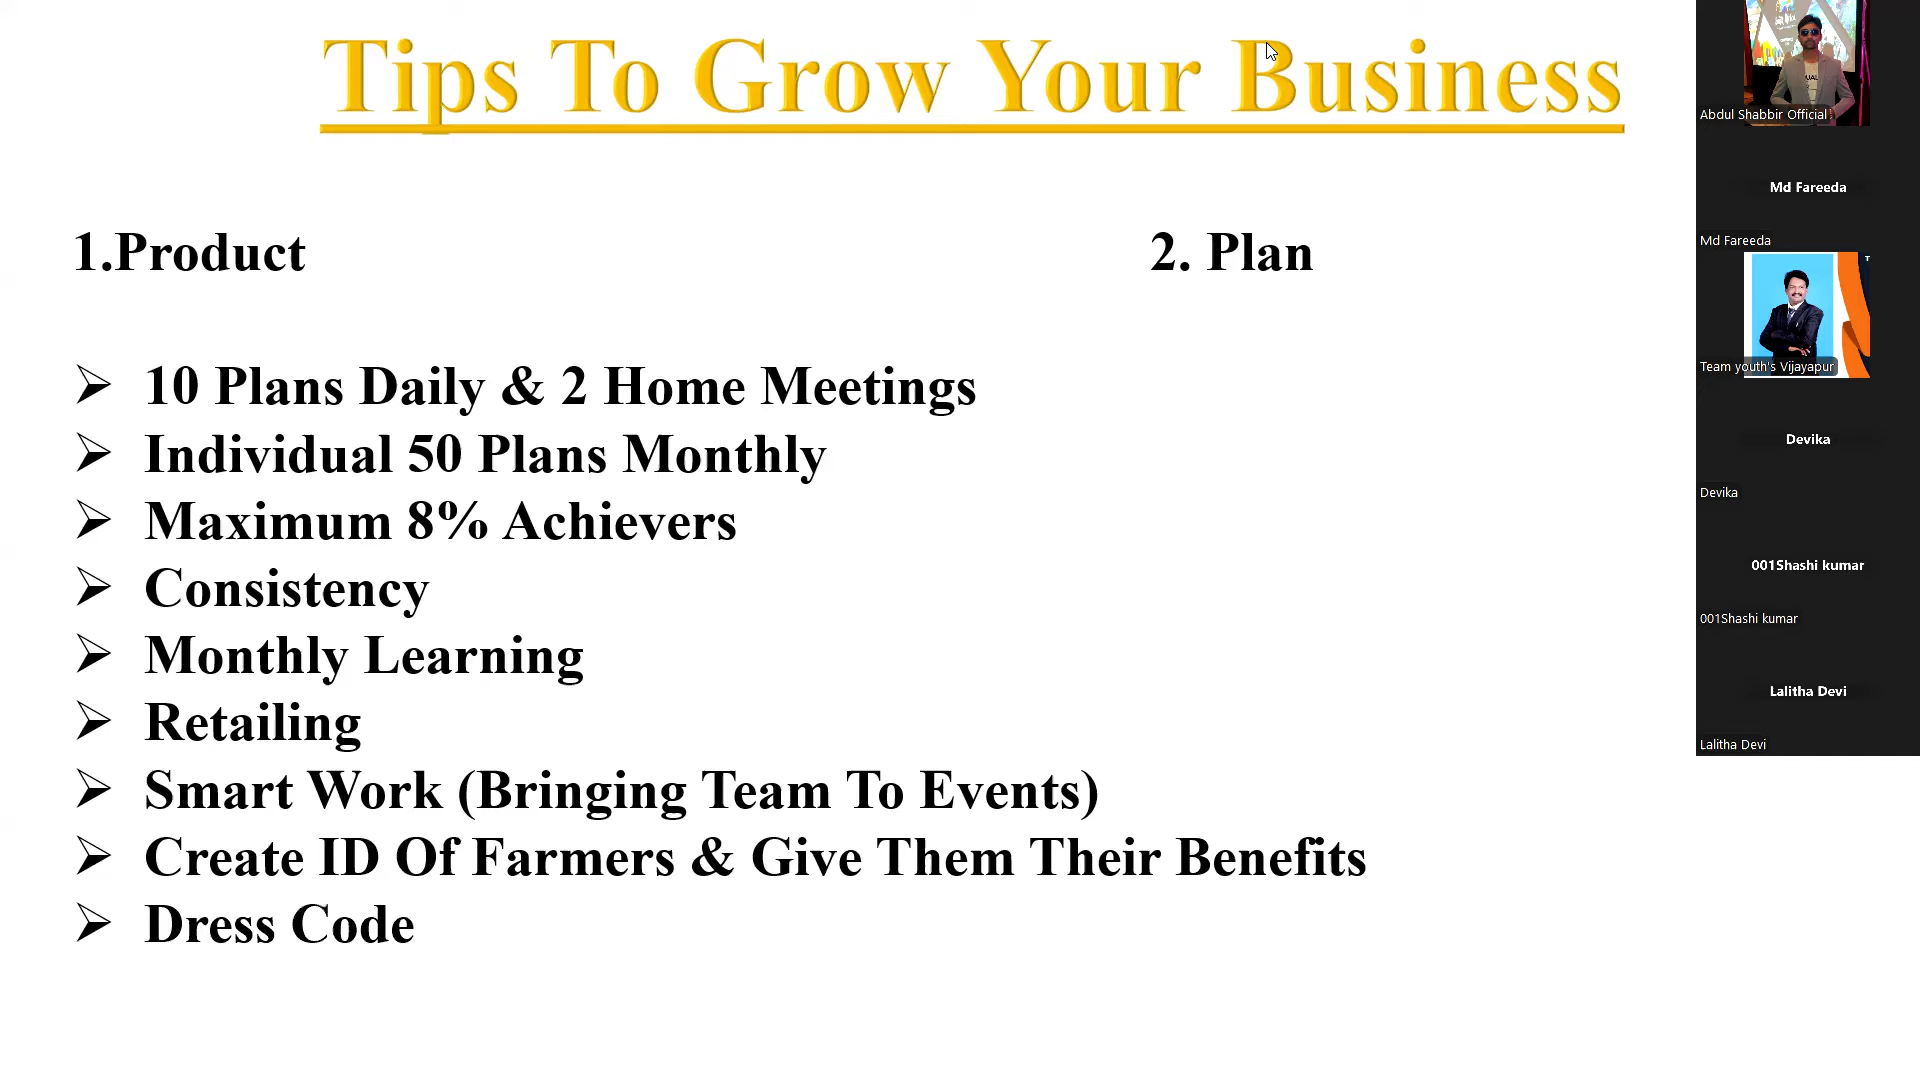 Tips To Grow Your Business
1.Product
2. Plan
➢ 10 Plans Daily & 2 Home Meetings
➢ Individual 50 Plans Monthly
➢ Maximum 8% Achievers
➢ Consistency
➢ Monthly Learning
➢ Retailing
➢ Smart Work (Bringing Team To Events)
➢ Create ID Of Farmers & Give Them Their Benefits
➢ Dress Code
Abdul Shabbir Official
Md Fareeda
Md Fareeda
Team youth's Vijayapur
Devika
Devika
001Shashi kumar
001Shashi kumar
Lalitha Devi
Lalitha Devi